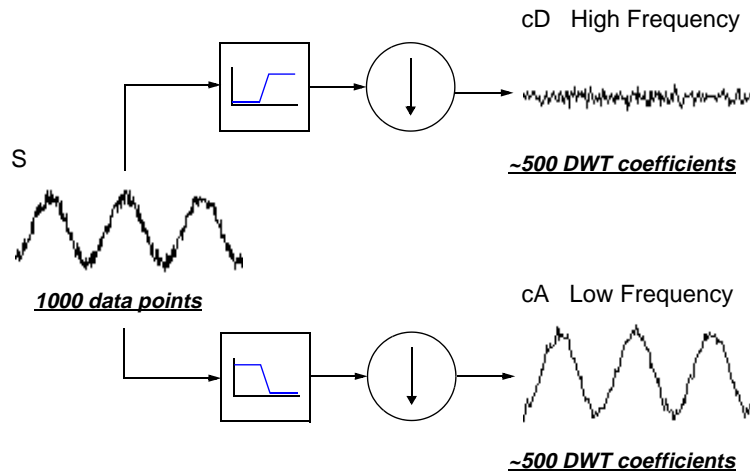 cD High Frequency
~500 DWT coefficients
S
1000 data points
cA Low Frequency
~500 DWT coefficients